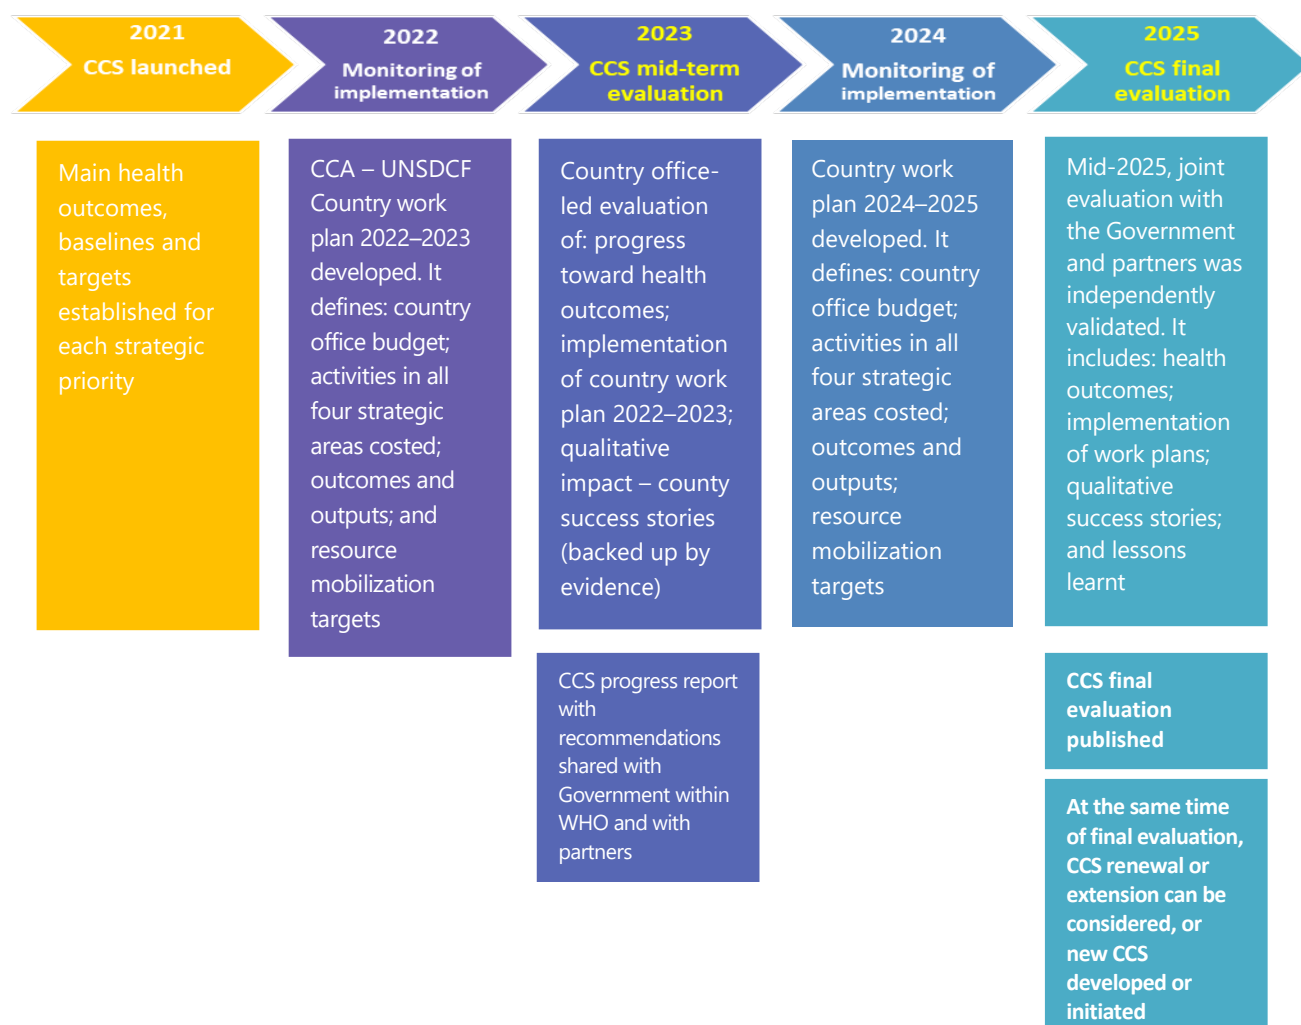 2021
CCS launched
2022
Monitoring of
implementation
2023
CCS mid-term
evaluation
2024
Monitoring of
implementation
2025
CCS final
evaluation
Main health
outcomes,
baselines and
targets
established for
each strategic
priority
CCA – UNSDCF
Country work
plan 2022–2023
developed. It
defines: country
office budget;
activities in all
four strategic
areas costed;
outcomes and
outputs; and
resource
mobilization
targets
Country office-
led evaluation
of: progress
toward health
outcomes;
implementation
of country work
plan 2022–2023;
qualitative
impact – county
success stories
(backed up by
evidence)
CCS progress report
with
recommendations
shared with
Government within
WHO and with
partners
Country work
plan 2024–2025
developed. It
defines: country
office budget;
activities in all
four strategic
areas costed;
outcomes and
outputs;
resource
mobilization
targets
Mid-2025, joint
evaluation with
the Government
and partners was
independently
validated. It
includes: health
outcomes;
implementation
of work plans;
qualitative
success stories;
and lessons
learnt
CCS final
evaluation
published
At the same time
of final evaluation,
CCS renewal or
extension can be
considered, or
new CCS
developed or
initiated